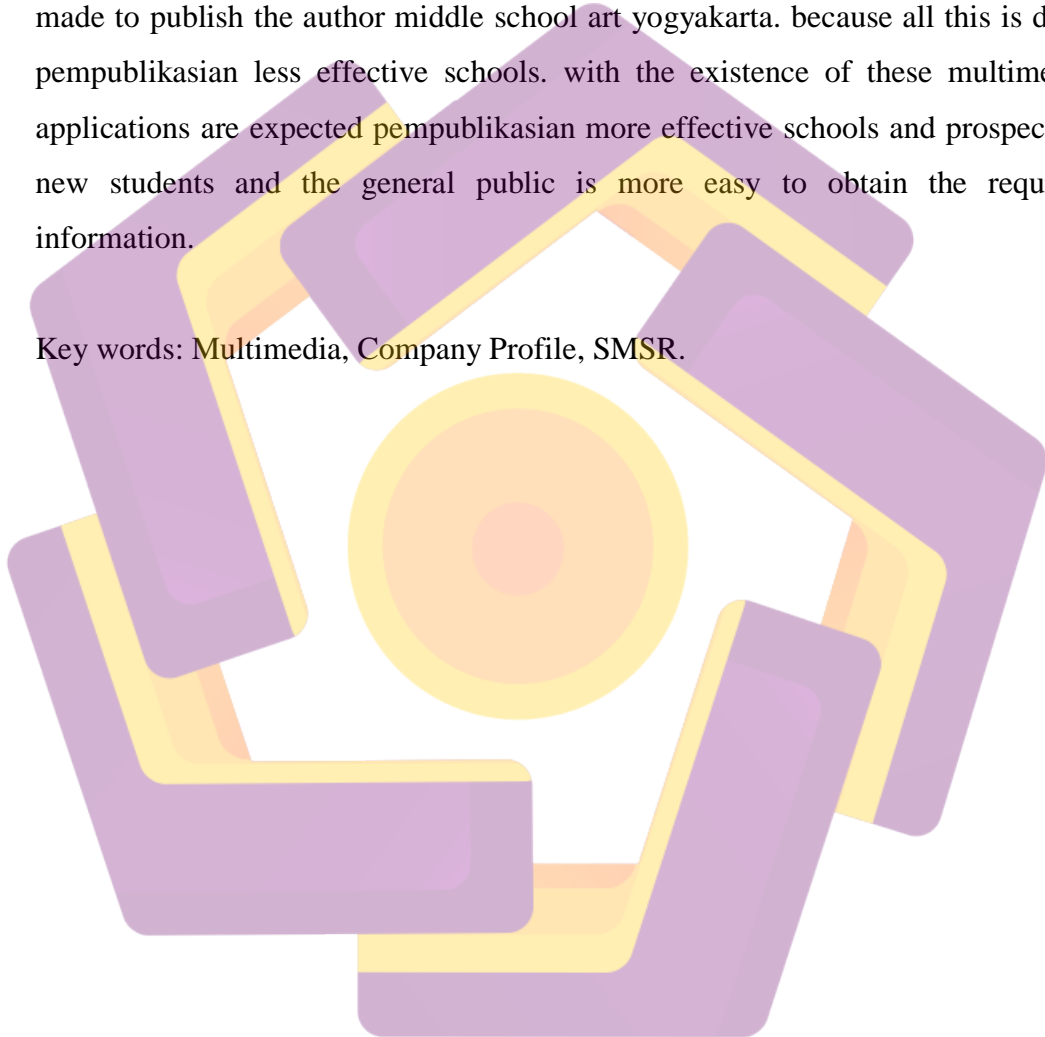 made to publish the author middle school art yogyakarta. because all this is d
pempublikasian less effective schools. with the existence of these multime
applications are expected pempublikasian more effective schools and prospec
new students and the general public is more easy to obtain the requ
information.
Key words: Multimedia, Company Profile, SMSR.